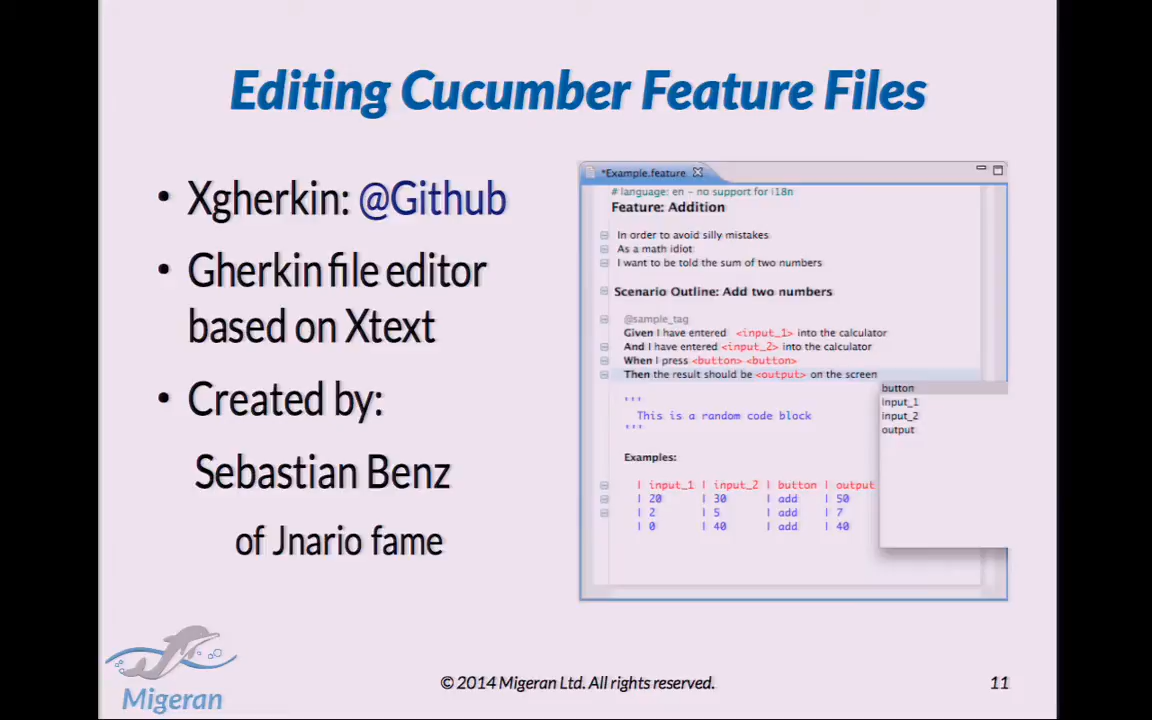 Editing Cucumber Feature Files
• Xgherkin: @Github
• Gherkin file editor
based on Xtext
• Created by:
Sebastian Benz
of Jnario fame
*Example.feature
# language: en - no support for i18n
Feature: Addition
In order to avoid silly mistakes
As a math idiot
I want to be told the sum of two numbers
Scenario Outline: Add two numbers
@sample_tag
Given I have entered <input_1> into the calculator
And I have entered <input_2> into the calculator
When I press <button> <button>
Then the result should be <output> on the screen
button
input_1
input_2
output
'''
This is a random code block
'''
Examples:
| input_1 | input_2 | button | output
| 20 | 30 | add | 50
| 2 | 5 | add | 7
| 0 | 40 | add | 40
Migeran
© 2014 Migeran Ltd. All rights reserved.
11